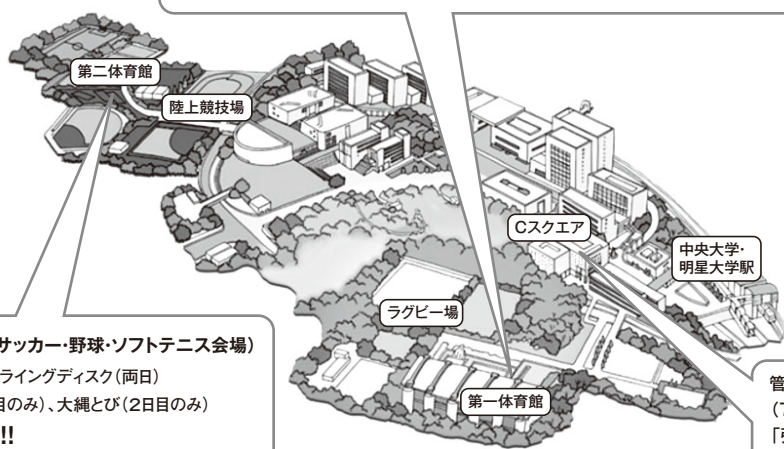 第二体育館
陸上競技場
Cスクエア
中央大学・
明星大学駅
ラグビー場
第一体育館
サッカー・野球・ソフトテニス会場)
ライングディスク(両日)
目のみ)、大縄とび(2日目のみ)
!!
管